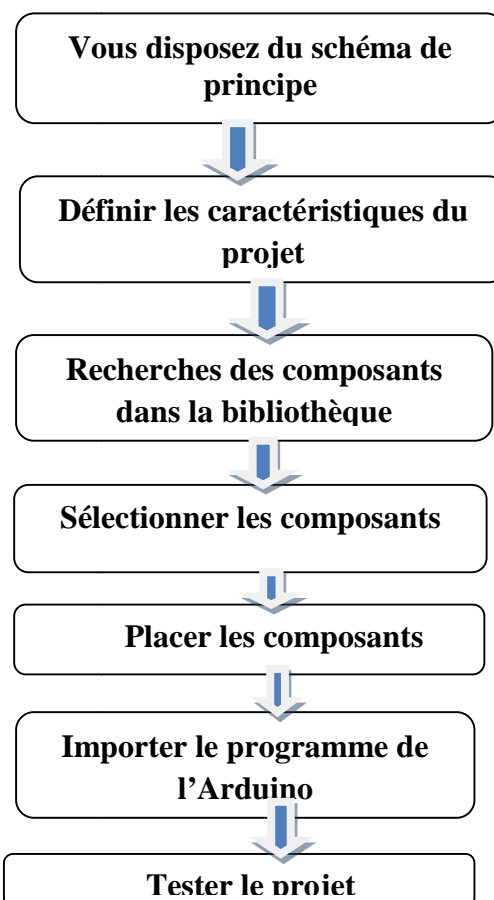 Vous disposez du schéma de
principe
Définir les caractéristiques du
projet
Recherches des composants
dans la bibliothèque
Sélectionner les composants
Placer les composants
Importer le programme de
l’Arduino
Tester le projet